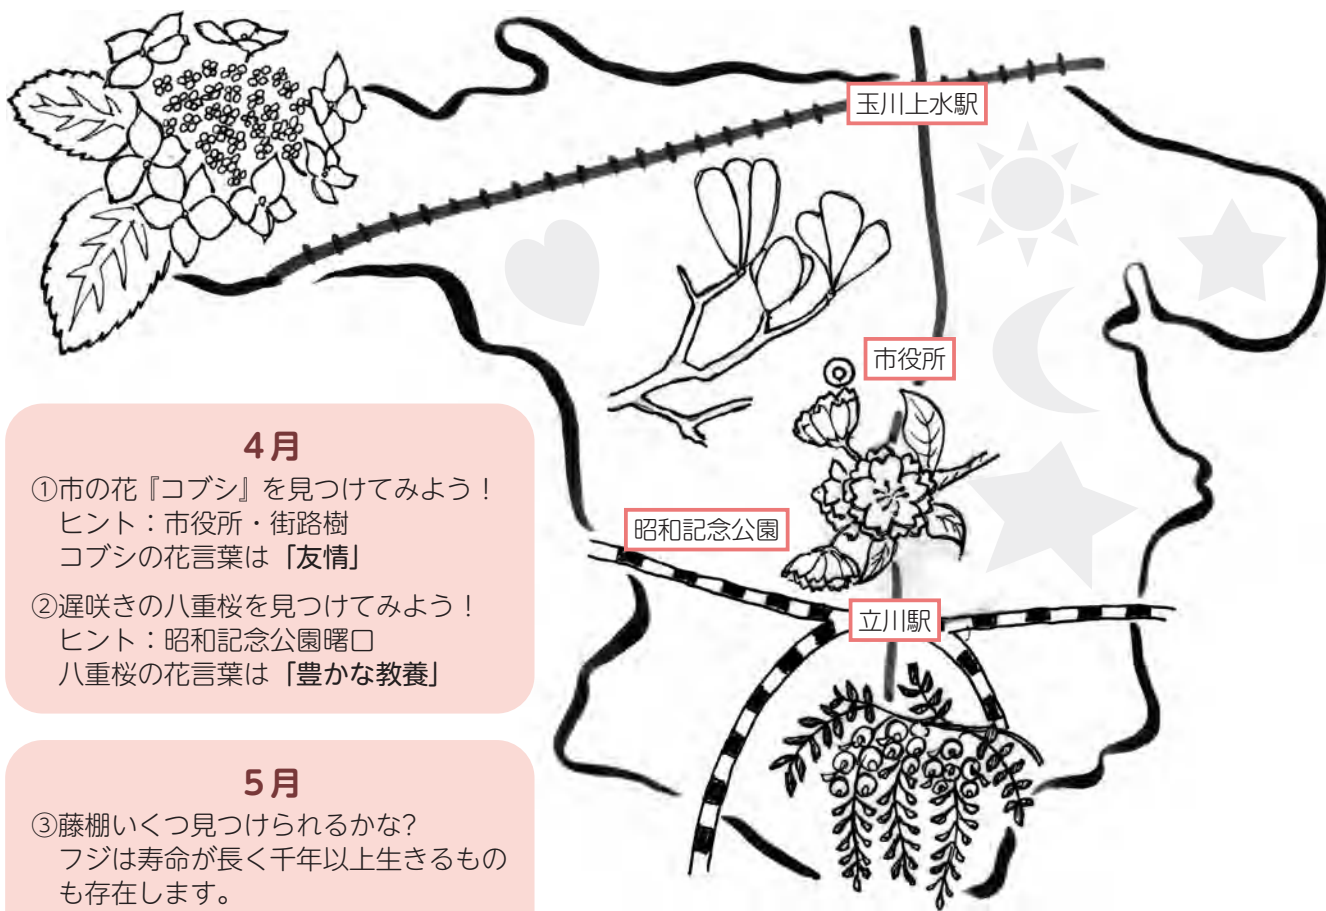 玉川上水駅
市役所
昭和記念公園
立川駅
4月
①市の花『コブシ』を見つけてみよう！
ヒント：市役所・街路樹
コブシの花言葉は「友情」
②遅咲きの八重桜を見つけてみよう！
ヒント：昭和記念公園曙口
八重桜の花言葉は「豊かな教養」
5月
③藤棚いくつ見つけられるかな?
フジは寿命が長く千年以上生きるもの
も存在します。